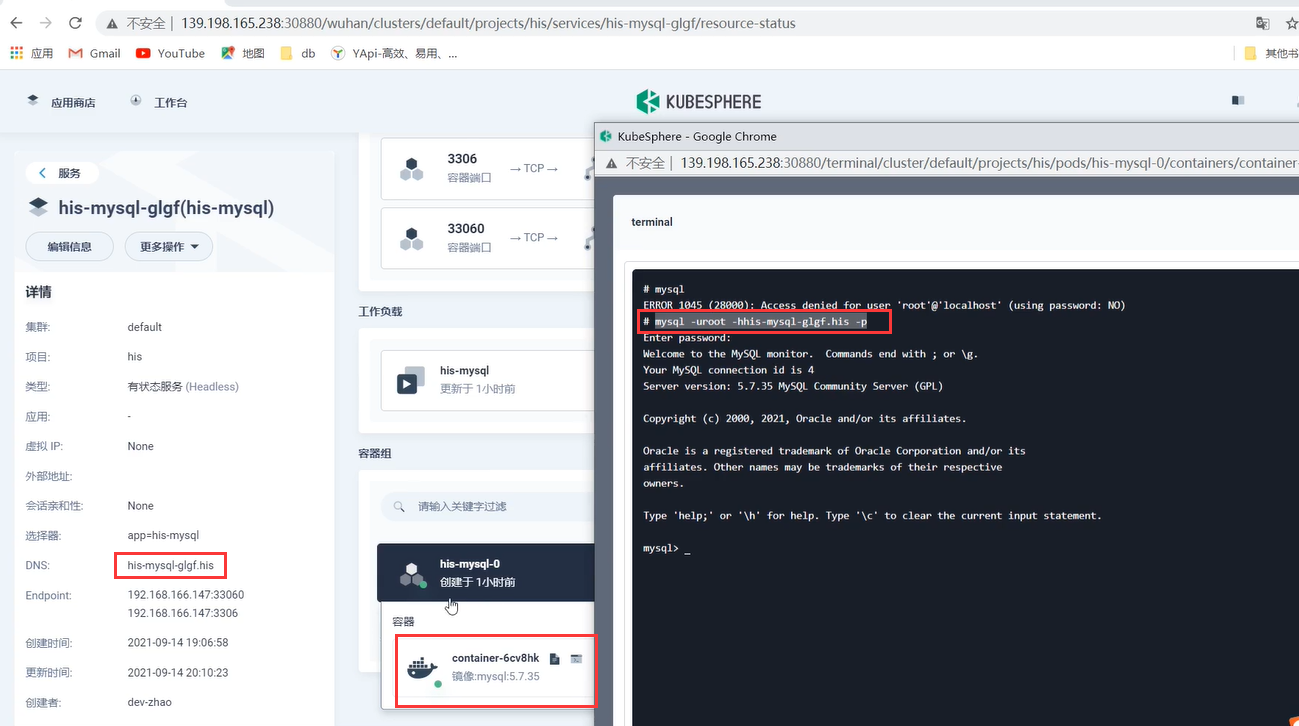 不安全 | 139.198.165.238:30880/wuhan/clusters/default/projects/his/services/his-mysql-glgf/resource-status
应用 Gmail YouTube 地图 db YApi-高效、易用、... 其他书
应用商店 工作台 KUBESPHERE
服务
his-mysql-glgf(his-mysql)
编辑信息 更多操作
详情
集群: default
项目: his
类型: 有状态服务 (Headless)
应用: -
虚拟 IP: None
外部地址:
会话亲和性: None
选择器: app=his-mysql
DNS: his-mysql-glgf.his
Endpoint: 192.168.166.147:33060
192.168.166.147:3306
创建时间: 2021-09-14 19:06:58
更新时间: 2021-09-14 20:10:23
创建者: dev-zhao
3306
容器端口 → TCP →
33060
容器端口 → TCP →
工作负载
his-mysql
更新于 1小时前
容器组
请输入关键字过滤
his-mysql-0
创建于 1小时前
容器
container-6cv8hk
镜像:mysql:5.7.35
KubeSphere - Google Chrome
不安全 | 139.198.165.238:30880/terminal/cluster/default/projects/his/pods/his-mysql-0/containers/container-
terminal
# mysql
ERROR 1045 (28000): Access denied for user 'root'@'localhost' (using password: NO)
# mysql -uroot -hhis-mysql-glgf.his -p
Enter password:
Welcome to the MySQL monitor.  Commands end with ; or \g.
Your MySQL connection id is 4
Server version: 5.7.35 MySQL Community Server (GPL)
Copyright (c) 2000, 2021, Oracle and/or its affiliates.
Oracle is a registered trademark of Oracle Corporation and/or its
affiliates. Other names may be trademarks of their respective
owners.
Type 'help;' or '\h' for help. Type '\c' to clear the current input statement.
mysql> _